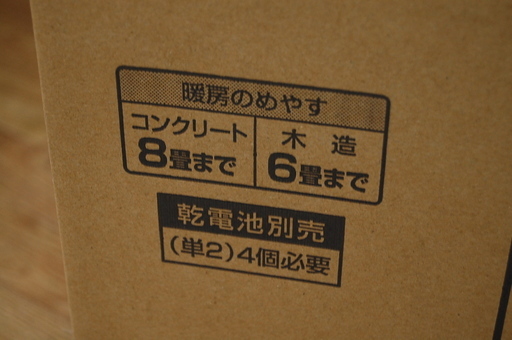 暖房のめやす
コンクリート 木造
8畳まで 6畳まで
乾電池別売
(単2)4個必要